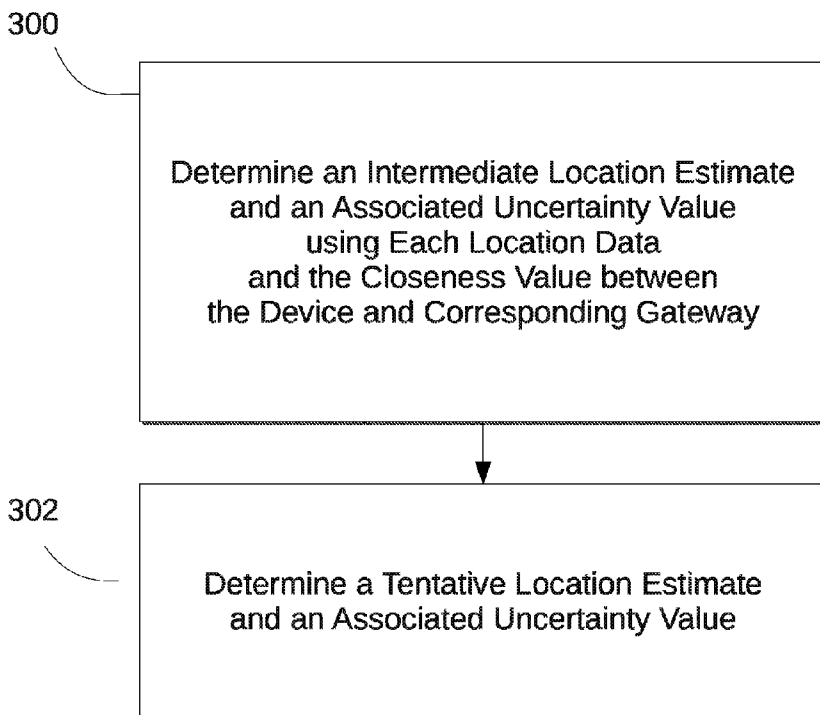 300
Determine an Intermediate Location Estimate
and an Associated Uncertainty Value
using Each Location Data
and the Closeness Value between
the Device and Corresponding Gateway
302
Determine a Tentative Location Estimate
and an Associated Uncertainty Value